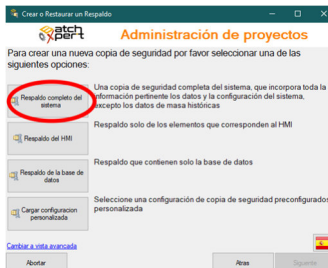 Crear o Restaurar un Respaldo
Batch Xpert
Administración de proyectos
Para crear una nueva copia de seguridad por favor seleccionar una de las
siguientes opciones:
Respaldo completo del
sistema
Una copia de seguridad completa del sistema, que incorpora toda la
información pertinente los datos y la configuración del sistema,
excepto los datos de masa históricas
Respaldo del HMI
Respaldo solo de los elementos que corresponden al HMI
Respaldo de la base de
datos
Respaldo que contienen solo la base de datos
Cargar configuracion
personalizada
Seleccione una configuración de copia de seguridad preconfigurados
personalizada
Cambiar a vista avanzada
Abortar
Atras
Siguiente